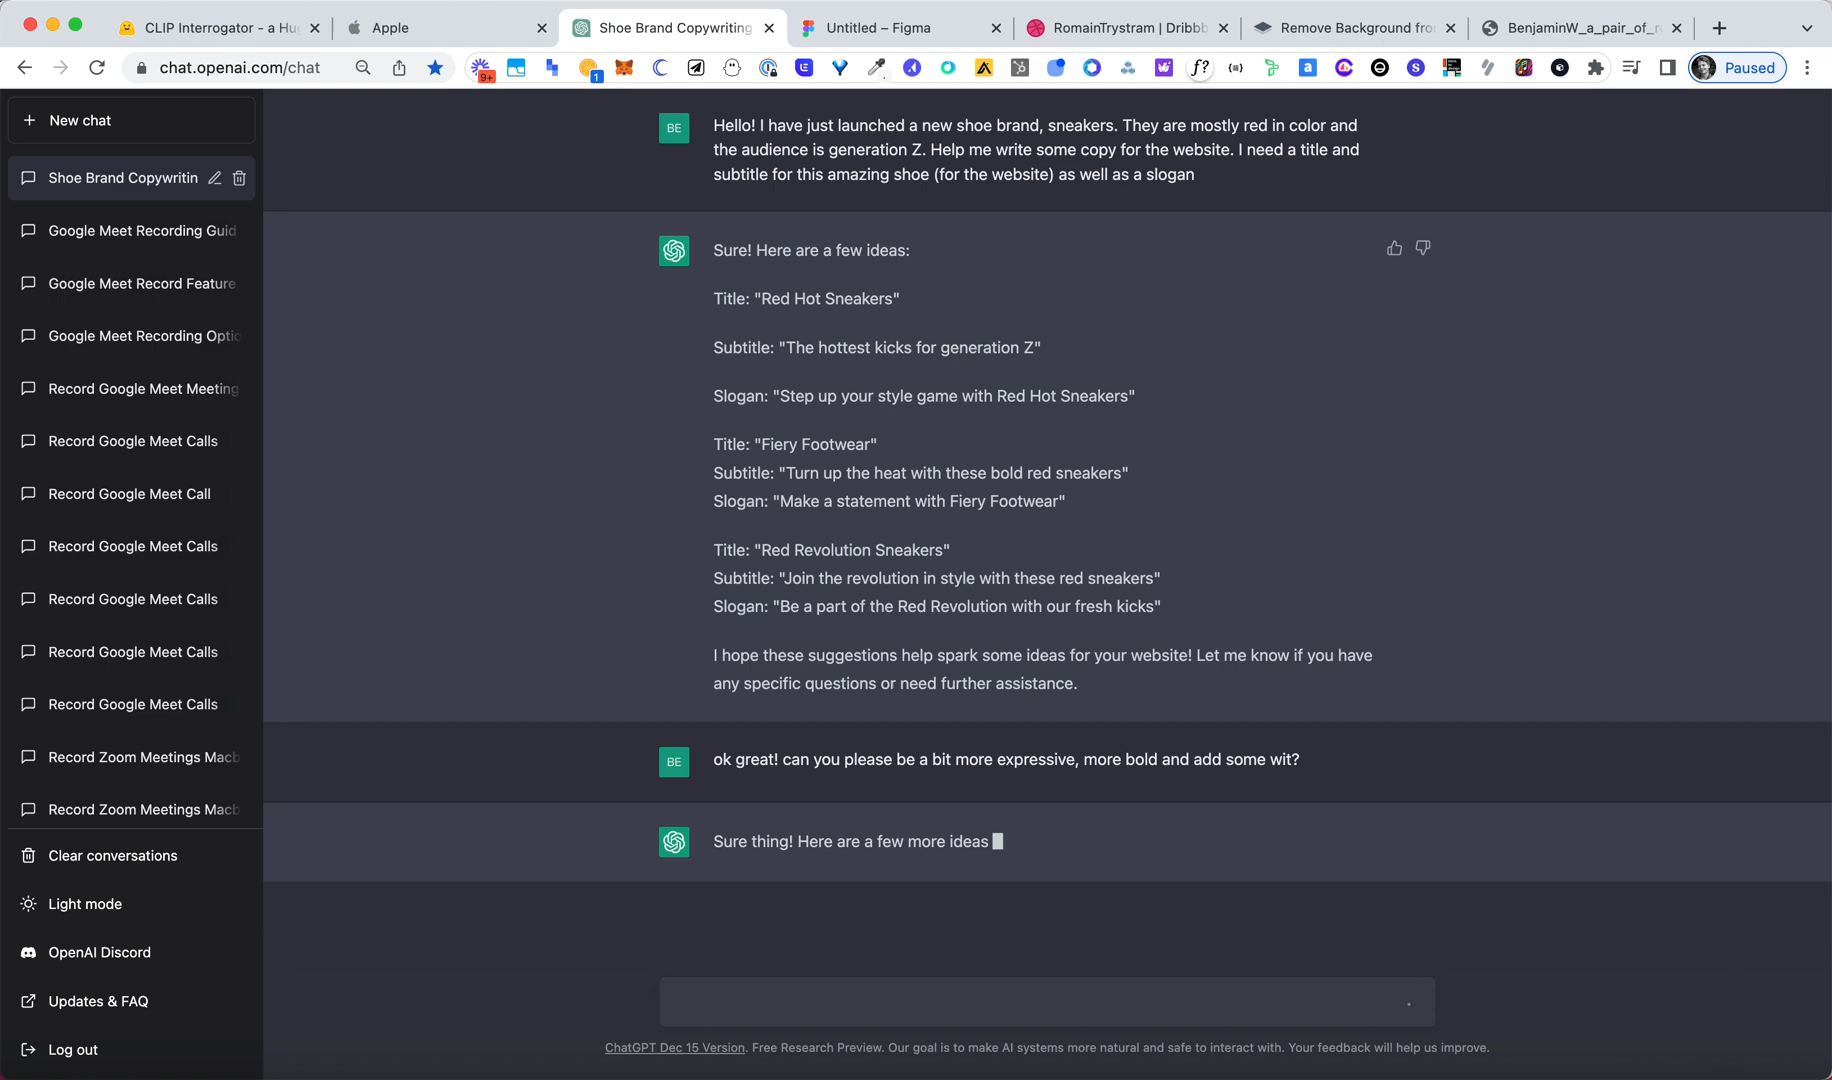 CLIP Interrogator - a Hug
Apple
Shoe Brand Copywriting
Untitled – Figma
RomainTrystram | Dribbb
Remove Background fro
BenjaminW_a_pair_of_r
chat.openai.com/chat
9+
1
Paused
New chat
Shoe Brand Copywritin
Google Meet Recording Guid
Google Meet Record Feature
Google Meet Recording Optio
Record Google Meet Meeting
Record Google Meet Calls
Record Google Meet Call
Record Google Meet Calls
Record Google Meet Calls
Record Google Meet Calls
Record Google Meet Calls
Record Zoom Meetings Macb
Record Zoom Meetings Macb
Clear conversations
Light mode
OpenAI Discord
Updates & FAQ
Log out
BE
Hello! I have just launched a new shoe brand, sneakers. They are mostly red in color and
the audience is generation Z. Help me write some copy for the website. I need a title and
subtitle for this amazing shoe (for the website) as well as a slogan
Sure! Here are a few ideas:
Title: "Red Hot Sneakers"
Subtitle: "The hottest kicks for generation Z"
Slogan: "Step up your style game with Red Hot Sneakers"
Title: "Fiery Footwear"
Subtitle: "Turn up the heat with these bold red sneakers"
Slogan: "Make a statement with Fiery Footwear"
Title: "Red Revolution Sneakers"
Subtitle: "Join the revolution in style with these red sneakers"
Slogan: "Be a part of the Red Revolution with our fresh kicks"
I hope these suggestions help spark some ideas for your website! Let me know if you have
any specific questions or need further assistance.
BE
ok great! can you please be a bit more expressive, more bold and add some wit?
Sure thing! Here are a few more ideas
ChatGPT Dec 15 Version. Free Research Preview. Our goal is to make AI systems more natural and safe to interact with. Your feedback will help us improve.